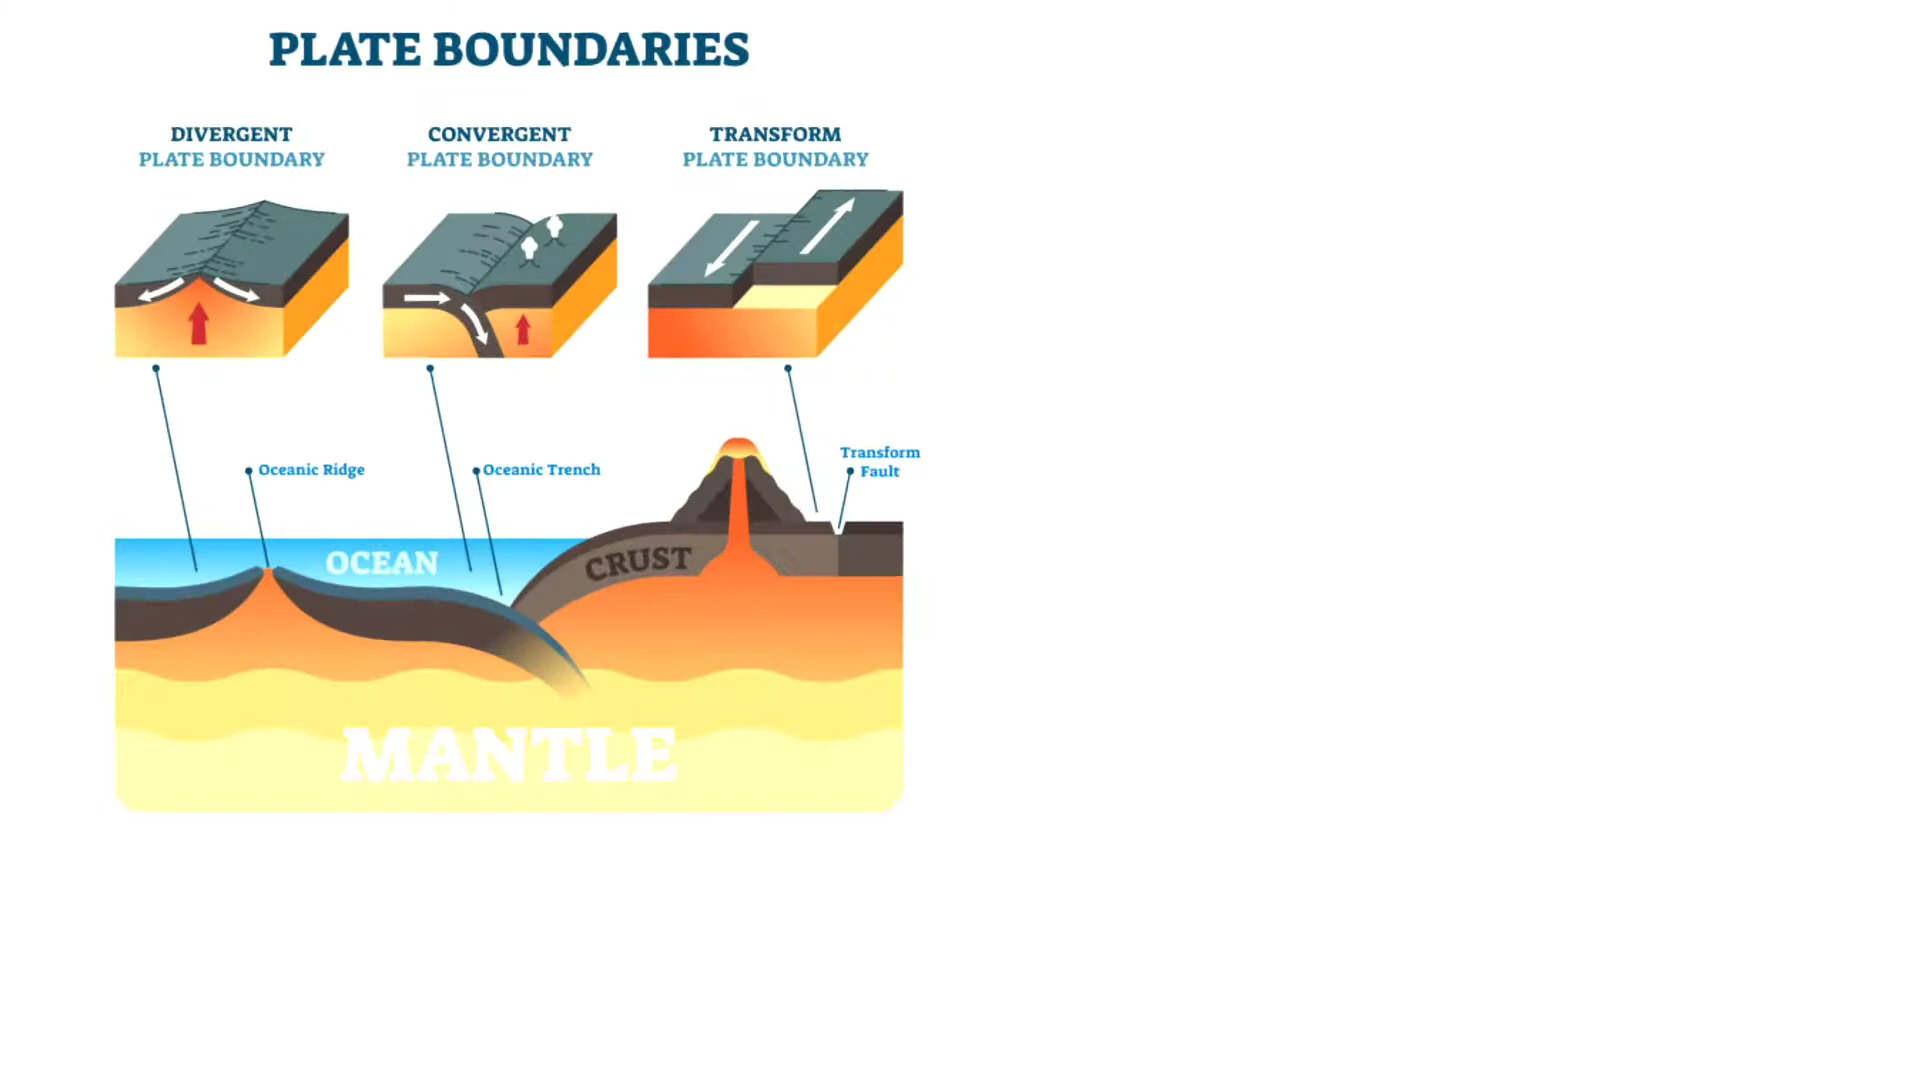 PLATE BOUNDARIES
DIVERGENT
PLATE BOUNDARY
CONVERGENT
PLATE BOUNDARY
TRANSFORM
PLATE BOUNDARY
Oceanic Ridge
Oceanic Trench
Transform
Fault
OCEAN
CRUST
MANTLE